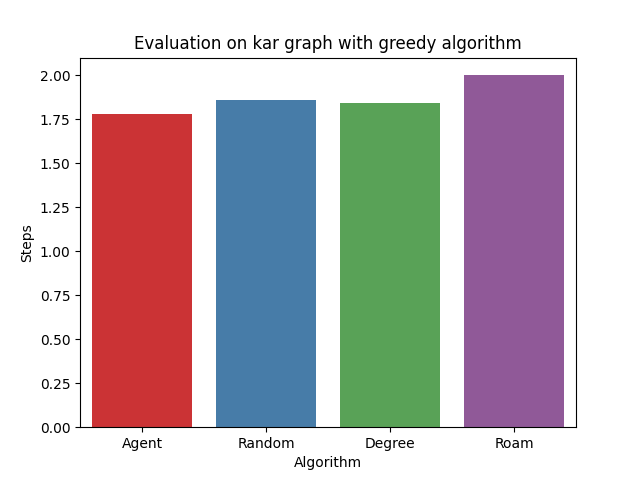 Evaluation on kar graph with greedy algorithm
2.00
1.75
1.50
1.25
1.00
0.75
0.50
0.25
0.00
Steps
Agent Random Degree Roam
Algorithm